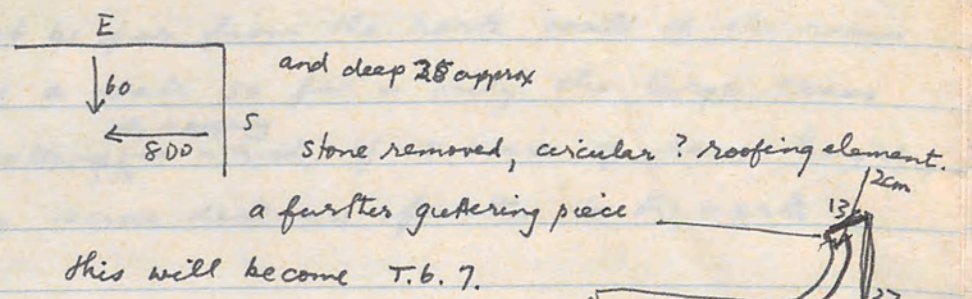 E
60
S
800
and deep 28 approx
stone removed, circular ? roofing element.
a further guttering piece
2cm
13
this will become T.6.7.
27